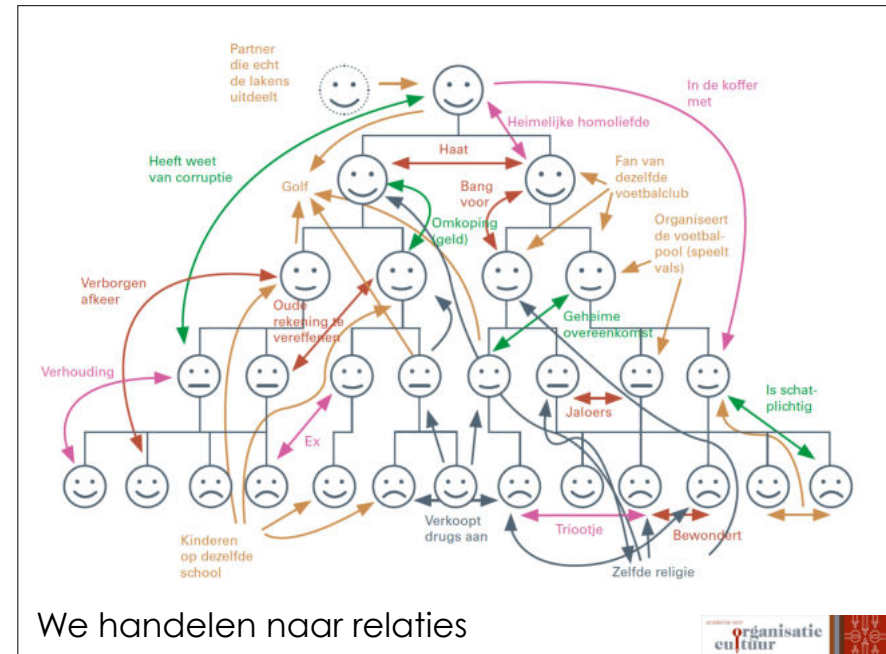 Partner
die echt
de lakens
uitdeelt
In de koffer
met
Heimelijke homoliefde
Heeft weet
van corruptie
Haat
Golf
Bang
voor
Fan van
dezelfde
voetbalclub
Omkoping
(geld)
Organiseert
de voetbal-
pool (speelt
vals)
Verborgen
afkeer
Oude
rekening te
vereffenen
Geheime
overeenkomst
Verhouding
Jaloers
Is schat-
plichtig
Ex
Kinderen
op dezelfde
school
Verkoopt
drugs aan
Triootje
Bewondert
Zelfde religie
We handelen naar relaties
organisatie
cultuur